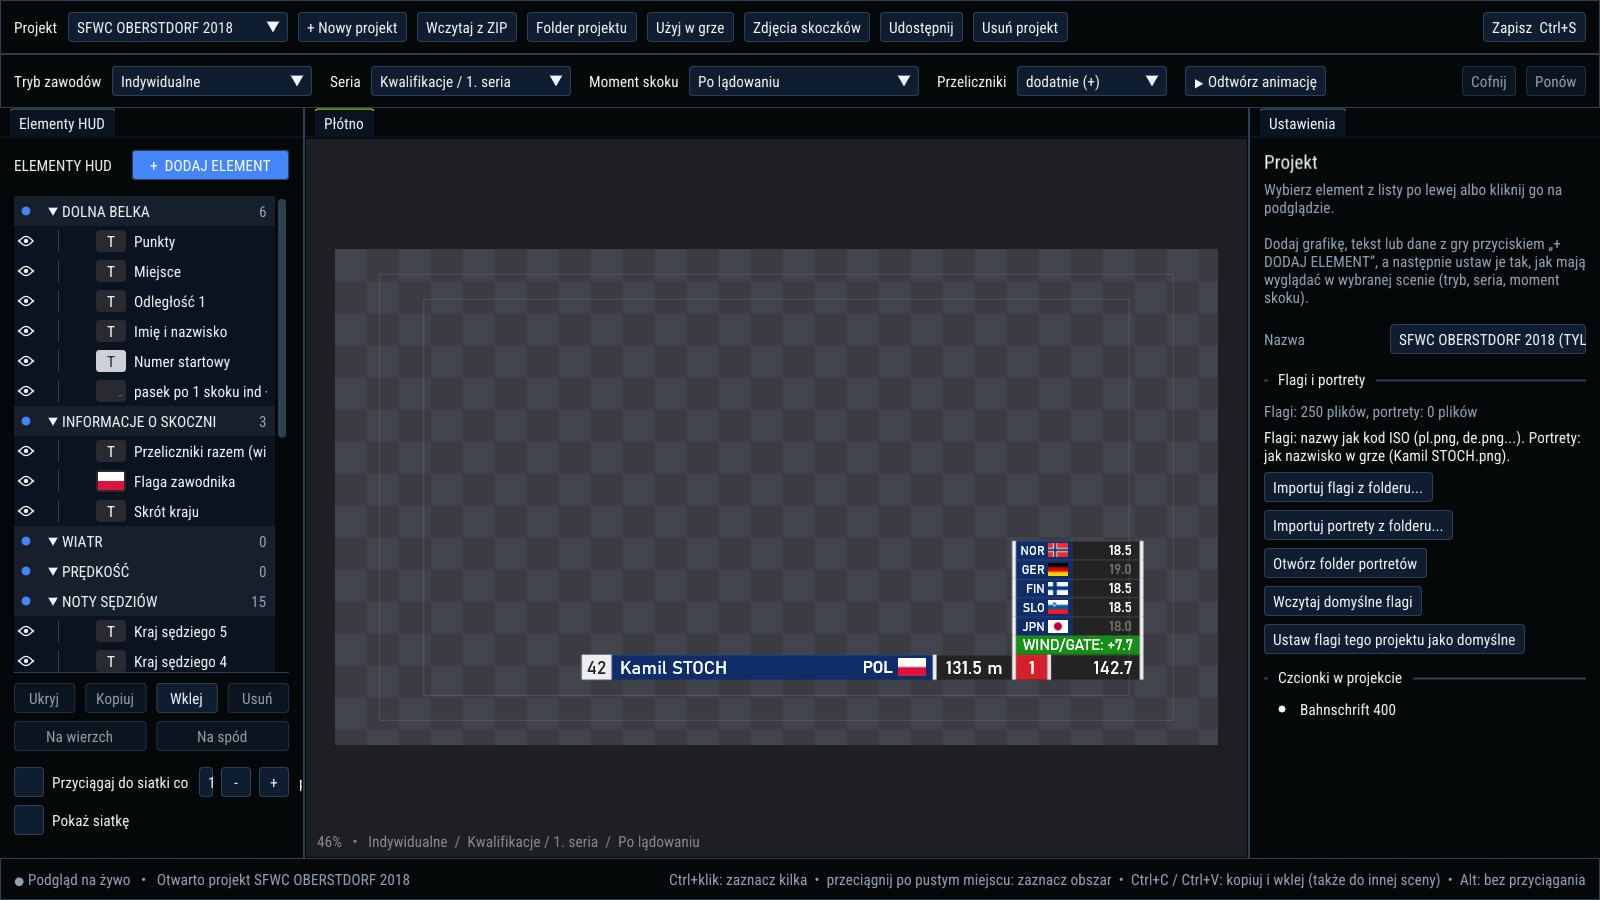 Projekt SFWC OBERSTDORF 2018 + Nowy projekt Wczytaj z ZIP Folder projektu Użyj w grze Zdjęcia skoczków Udostępnij Usuń projekt Zapisz Ctrl+S
Tryb zawodów Indywidualne Seria Kwalifikacje / 1. seria Moment skoku Po lądowaniu Przeliczniki dodatnie (+) Odtwórz animację Cofnij Ponów
Elementy HUD
ELEMENTY HUD + DODAJ ELEMENT
DOLNA BELKA 6
T Punkty
T Miejsce
T Odległość 1
T Imię i nazwisko
T Numer startowy
pasek po 1 skoku ind
INFORMACJE O SKOCZNI 3
T Przeliczniki razem (wi
Flaga zawodnika
T Skrót kraju
WIATR 0
PRĘDKOŚĆ 0
NOTY SĘDZIÓW 15
T Kraj sędziego 5
T Kraj sędziego 4
Ukryj Kopiuj Wklej Usuń
Na wierzch Na spód
Przyciągaj do siatki co 1 - +
Pokaż siatkę
Płótno
NOR 18.5
GER 19.0
FIN 18.5
SLO 18.5
JPN 18.0
WIND/GATE: +7.7
42 Kamil STOCH POL 131.5 m 1 142.7
46% • Indywidualne / Kwalifikacje / 1. seria / Po lądowaniu
Ustawienia
Projekt
Wybierz element z listy po lewej albo kliknij go na
podglądzie.
Dodaj grafikę, tekst lub dane z gry przyciskiem „+
DODAJ ELEMENT”, a następnie ustaw je tak, jak mają
wyglądać w wybranej scenie (tryb, seria, moment
skoku).
Nazwa SFWC OBERSTDORF 2018 (TYL
Flagi i portrety
Flagi: 250 plików, portrety: 0 plików
Flagi: nazwy jak kod ISO (pl.png, de.png...). Portrety:
jak nazwisko w grze (Kamil STOCH.png).
Importuj flagi z folderu...
Importuj portrety z folderu...
Otwórz folder portretów
Wczytaj domyślne flagi
Ustaw flagi tego projektu jako domyślne
Czcionki w projekcie
• Bahnschrift 400
Podgląd na żywo • Otwarto projekt SFWC OBERSTDORF 2018
Ctrl+klik: zaznacz kilka • przeciągnij po pustym miejscu: zaznacz obszar • Ctrl+C / Ctrl+V: kopiuj i wklej (także do innej sceny) • Alt: bez przyciągania